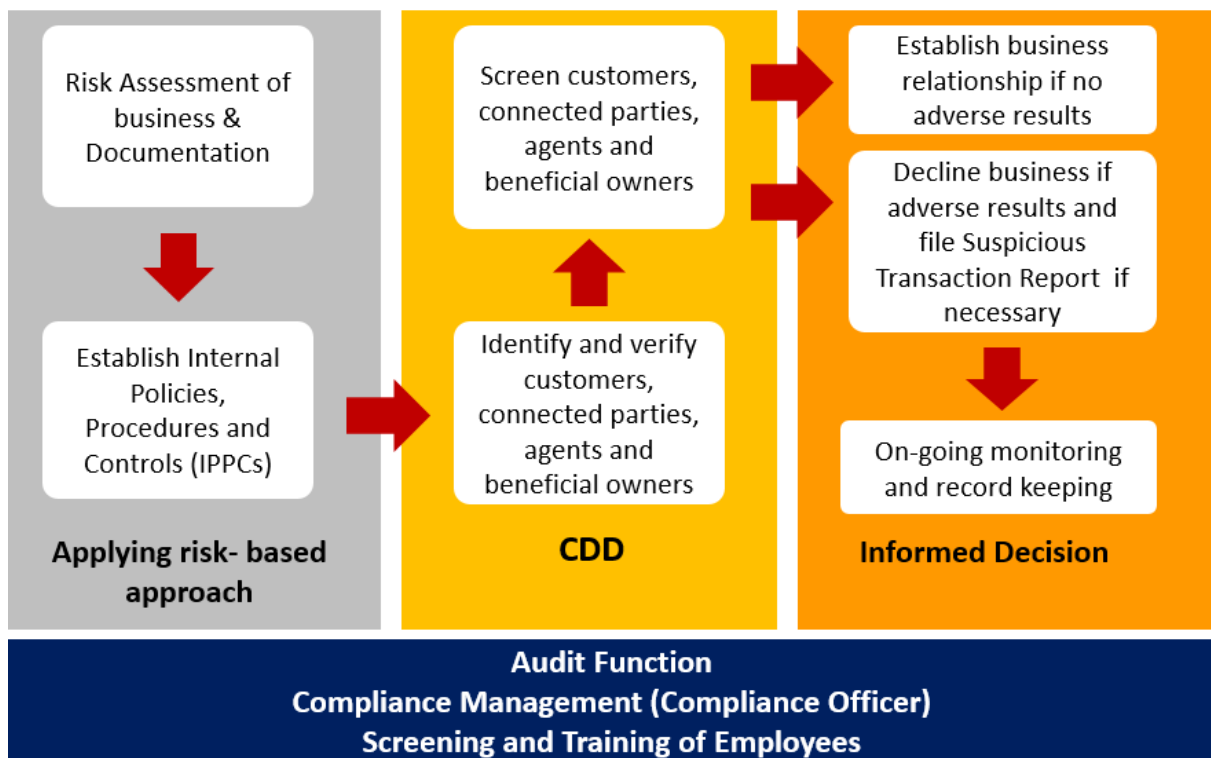 Risk Assessment of
business &
Documentation
Establish Internal
Policies,
Procedures and
Controls (IPPCs)
Applying risk- based
approach
Screen customers,
connected parties,
agents and
beneficial owners
Identify and verify
customers,
connected parties,
agents and
beneficial owners
CDD
Establish business
relationship if no
adverse results
Decline business if
adverse results and
file Suspicious
Transaction Report  if
necessary
On-going monitoring
and record keeping
Informed Decision
Audit Function
Compliance Management (Compliance Officer)
Screening and Training of Employees